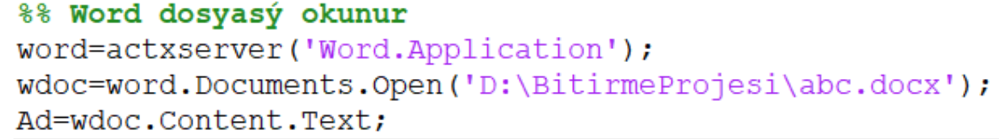 %% Word dosyasý okunur
word=actxserver('Word.Application');
wdoc=word.Documents.Open('D:\BitirmeProjesi\abc.docx');
Ad=wdoc.Content.Text;